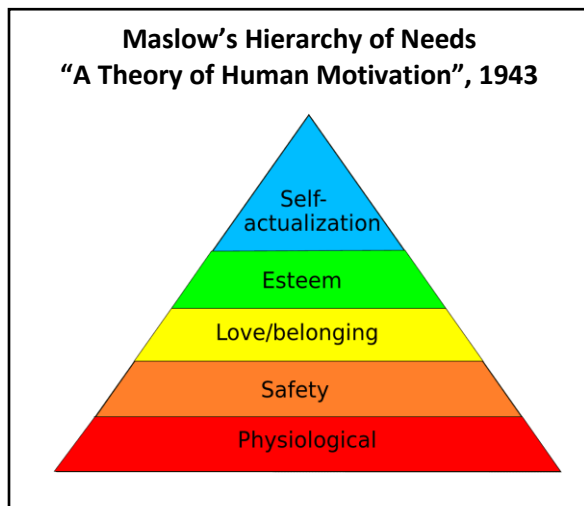 Maslow’s Hierarchy of Needs
“A Theory of Human Motivation”, 1943
Self-
actualization
Esteem
Love/belonging
Safety
Physiological